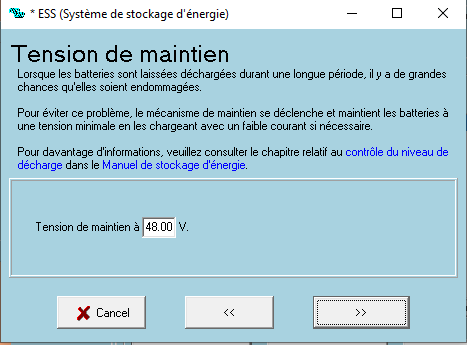 * ESS (Système de stockage d'énergie)
Tension de maintien
Lorsque les batteries sont laissées déchargées durant une longue période, il y a de grandes
chances qu'elles soient endommagées.
Pour éviter ce problème, le mécanisme de maintien se déclenche et maintient les batteries à
une tension minimale en les chargeant avec un faible courant si nécessaire.
Pour davantage d'informations, veuillez consulter le chapitre relatif au contrôle du niveau de
décharge dans le Manuel de stockage d'énergie.
Tension de maintien à 48.00 V.
Cancel << >>